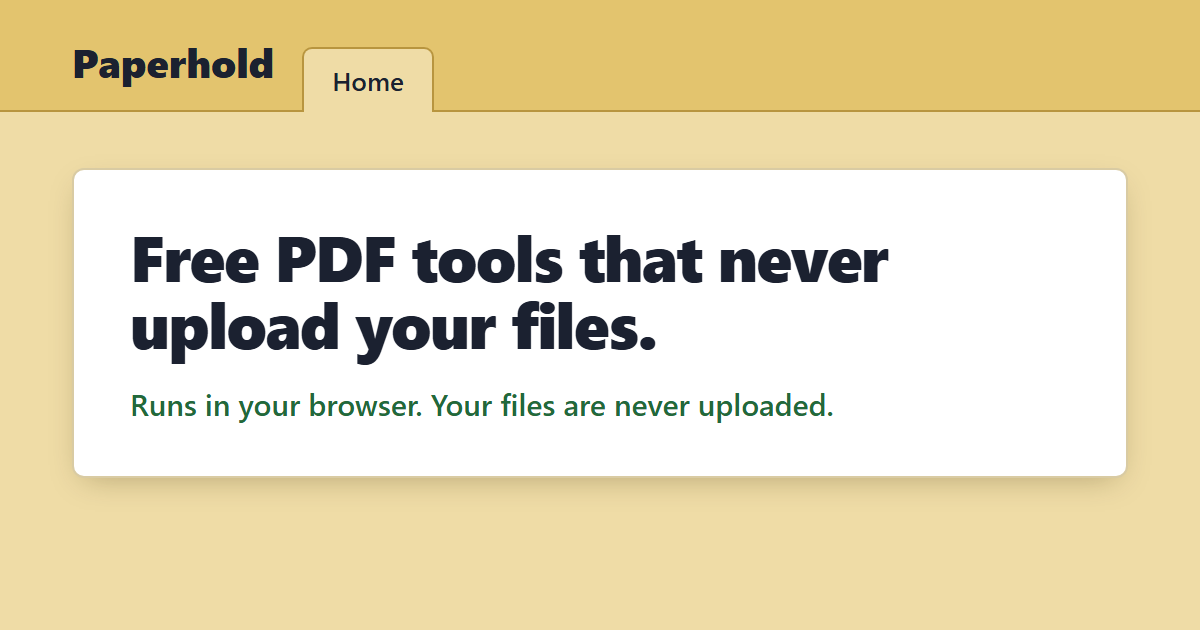 Paperhold
Home
Free PDF tools that never
upload your files.
Runs in your browser. Your files are never uploaded.